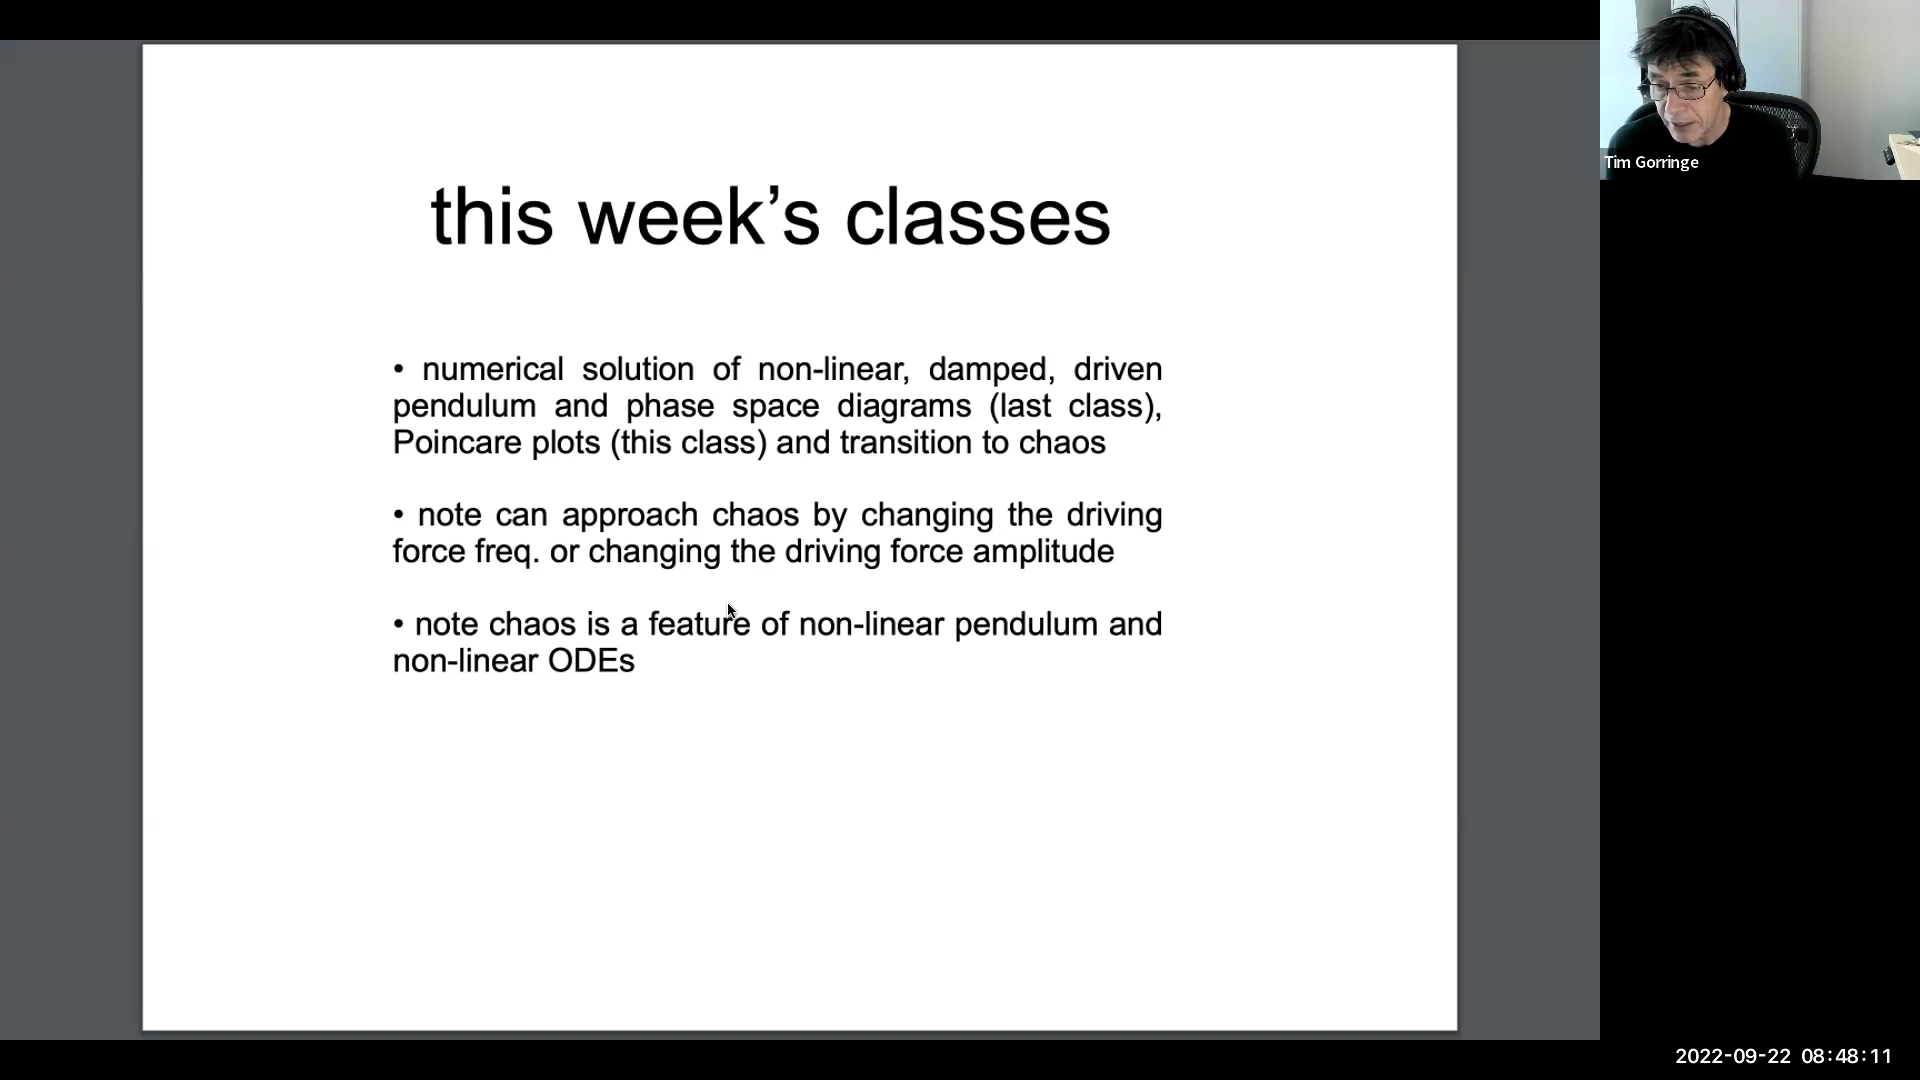 this week’s classes
• numerical solution of non-linear, damped, driven
pendulum and phase space diagrams (last class),
Poincare plots (this class) and transition to chaos
• note can approach chaos by changing the driving
force freq. or changing the driving force amplitude
• note chaos is a feature of non-linear pendulum and
non-linear ODEs
Tim Gorringe
2022-09-22 08:48:11